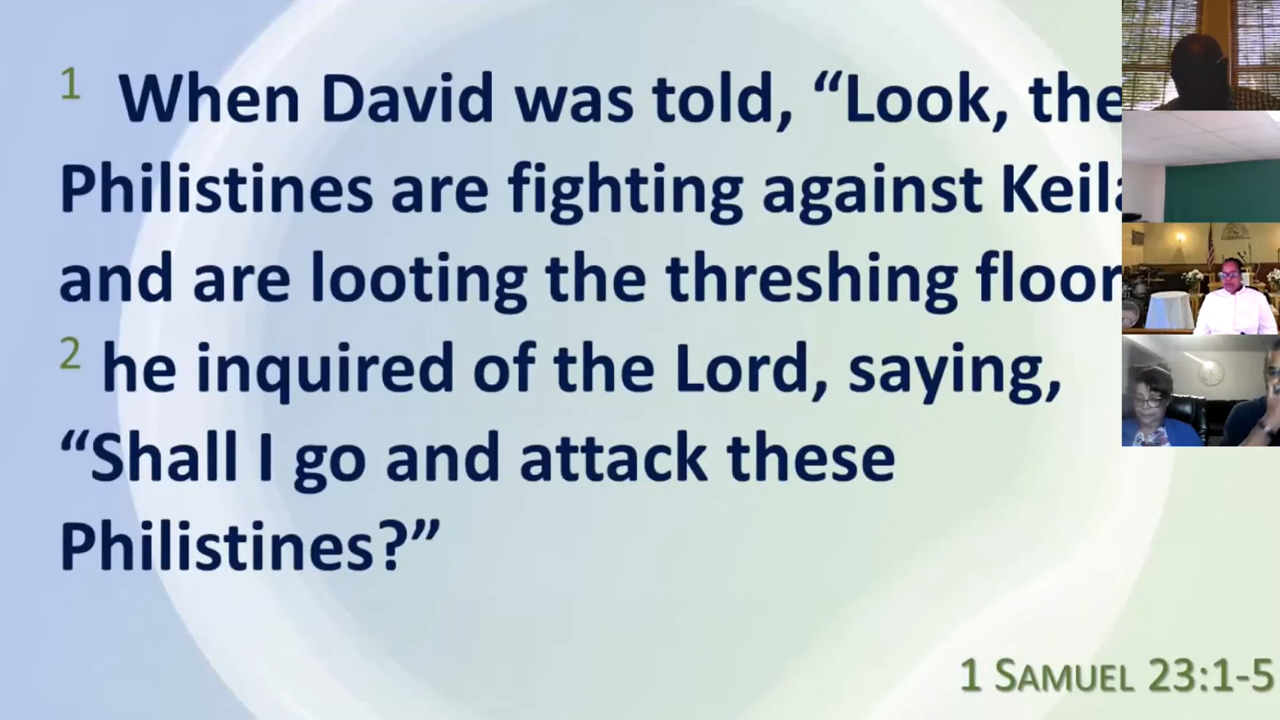 1 When David was told, “Look, the
Philistines are fighting against
and are looting the threshing
2 he inquired of the Lord, saying,
“Shall I go and attack these
Philistines?”
1 SAMUEL 23:1-5